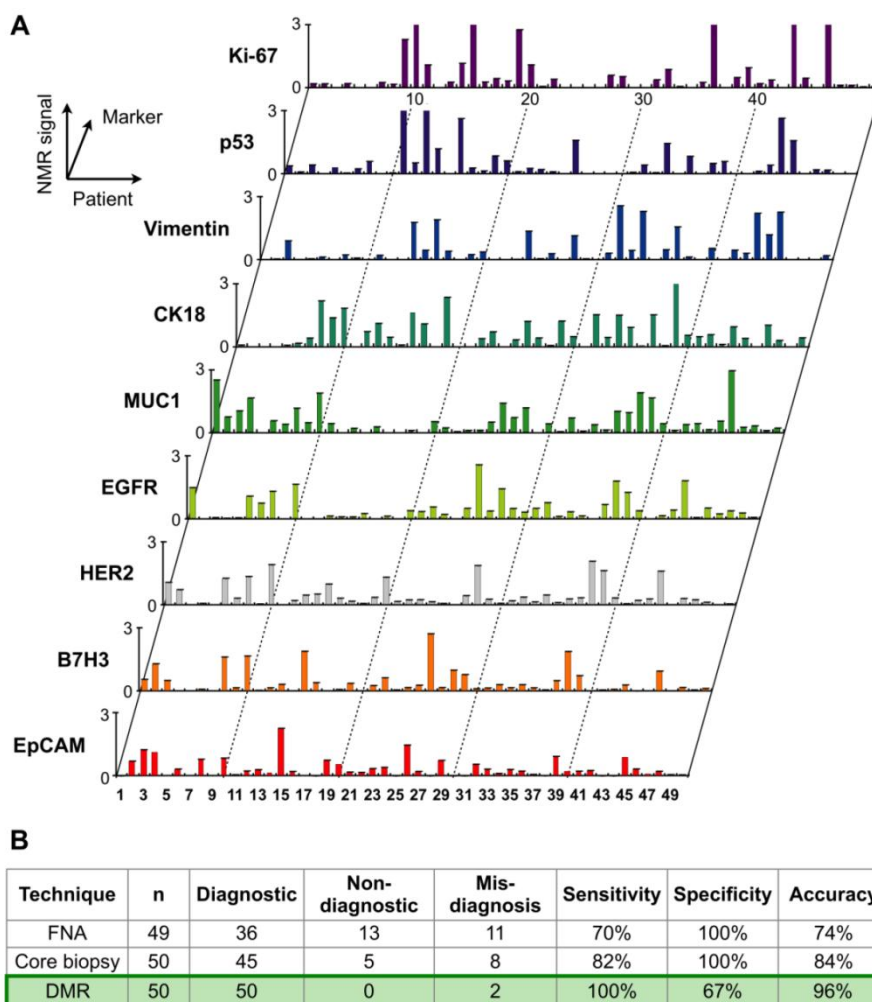 A
Ki-67
3
0
10
20
30
40
NMR signal
Marker
Patient
p53
3
0
Vimentin
3
0
CK18
3
0
MUC1
3
0
EGFR
3
0
HER2
3
0
B7H3
3
0
EpCAM
3
0
1 3 5 7 9 11 13 15 17 19 21 23 25 27 29 31 33 35 37 39 41 43 45 47 49
B
Technique n Diagnostic Non-diagnostic Mis-diagnosis Sensitivity Specificity Accuracy
FNA 49 36 13 11 70% 100% 74%
Core biopsy 50 45 5 8 82% 100% 84%
DMR 50 50 0 2 100% 67% 96%